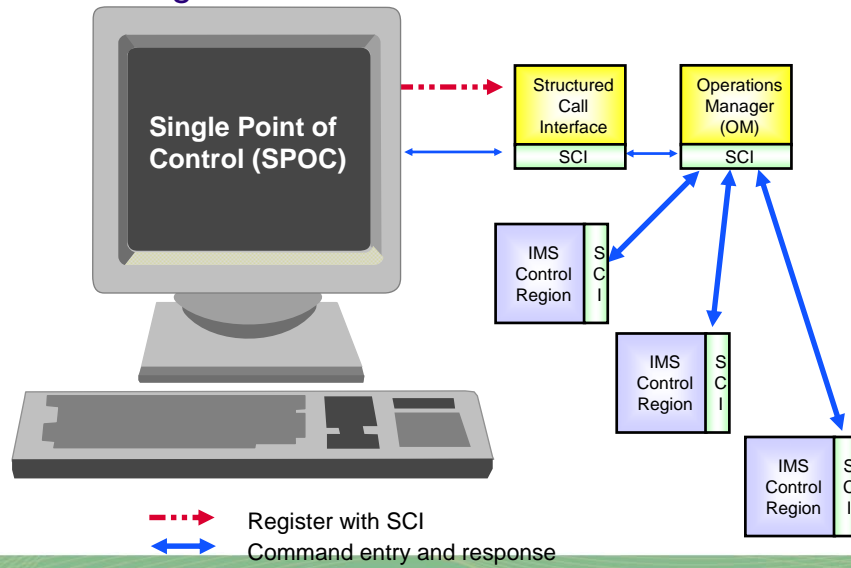 Single Point of
Control (SPOC)
Structured
Call
Interface
SCI
Operations
Manager
(OM)
SCI
IMS
Control
Region
S
C
I
IMS
Control
Region
S
C
I
IMS
Control
Region
S
C
I
Register with SCI
Command entry and response